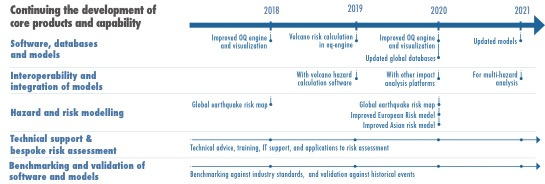 Continuing the development of
core products and capability
2018
2019
2020
2021
Software, databases
and models
Improved OQ engine
and visualization
Volcano risk calculation
in oq-engine
Improved OQ engine
and visualization
Updated global databases
Updated models
Interoperability and
integration of models
With volcano hazard
calculation software
With other impact
analysis platforms
For multi-hazard
analysis
Hazard and risk modelling
Global earthquake risk map
Global earthquake risk map
Improved European Risk model
Improved Asian risk model
Technical support &
bespoke risk assessment
Technical advice, training, IT support, and applications to risk assessment
Benchmarking and validation of
software and models
Benchmarking against industry standards, and validation against historical events